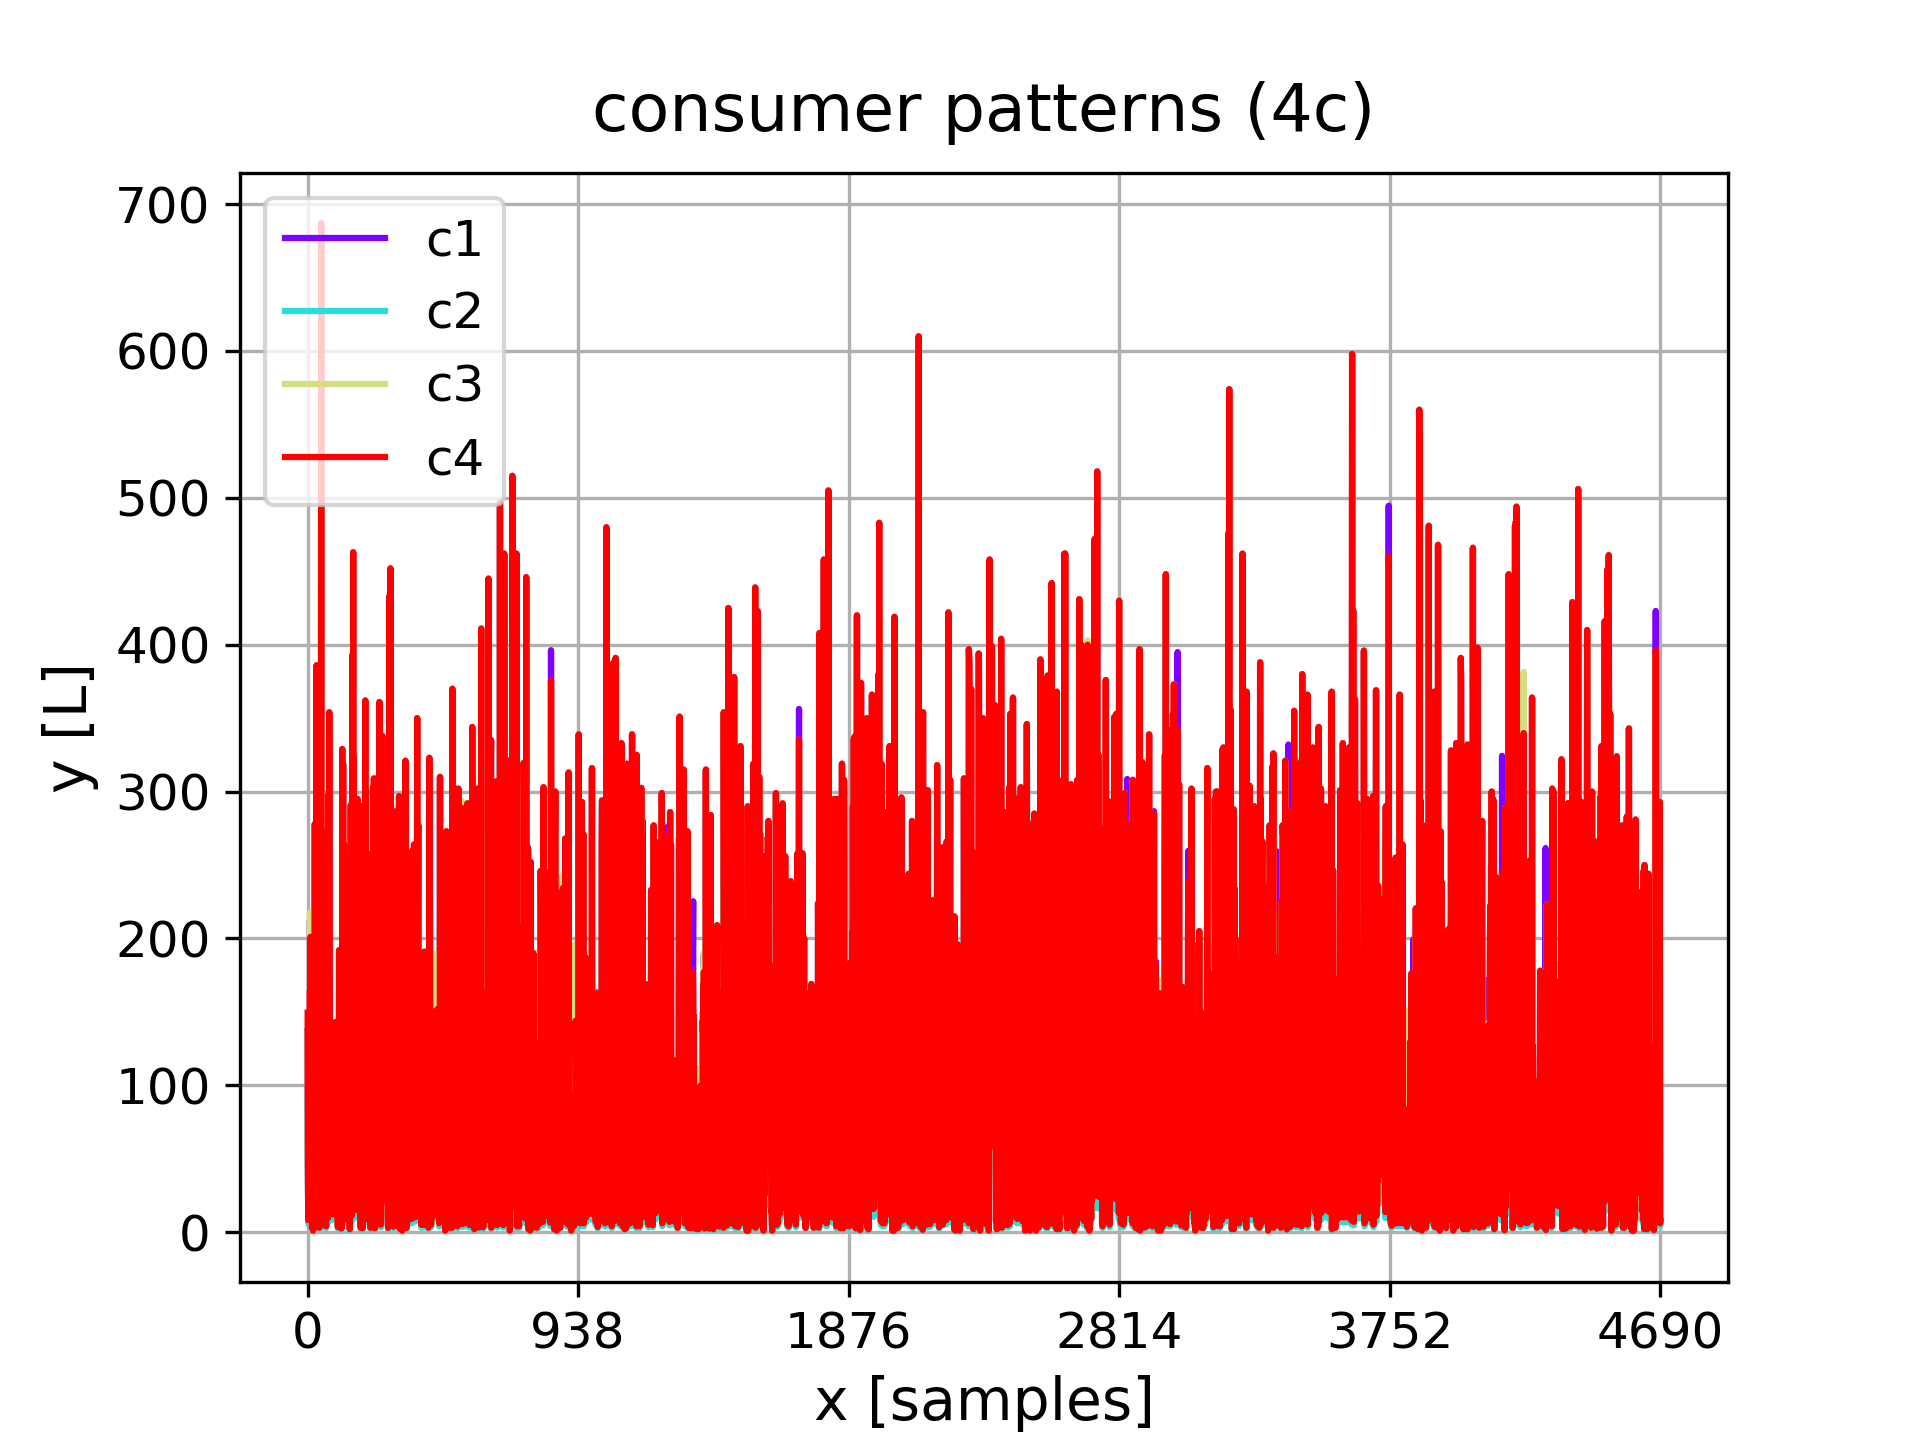 consumer patterns (4c)
y [L]
700
600
500
400
300
200
100
0
c1
c2
c3
c4
0 938 1876 2814 3752 4690
x [samples]